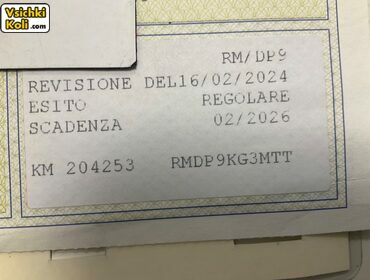 Vsichki
Koli.com
RM/DP9
REVISIONE DEL16/02/2024
ESITO REGOLARE
SCADENZA 02/2026
KM 204253 RMDP9KG3MTT